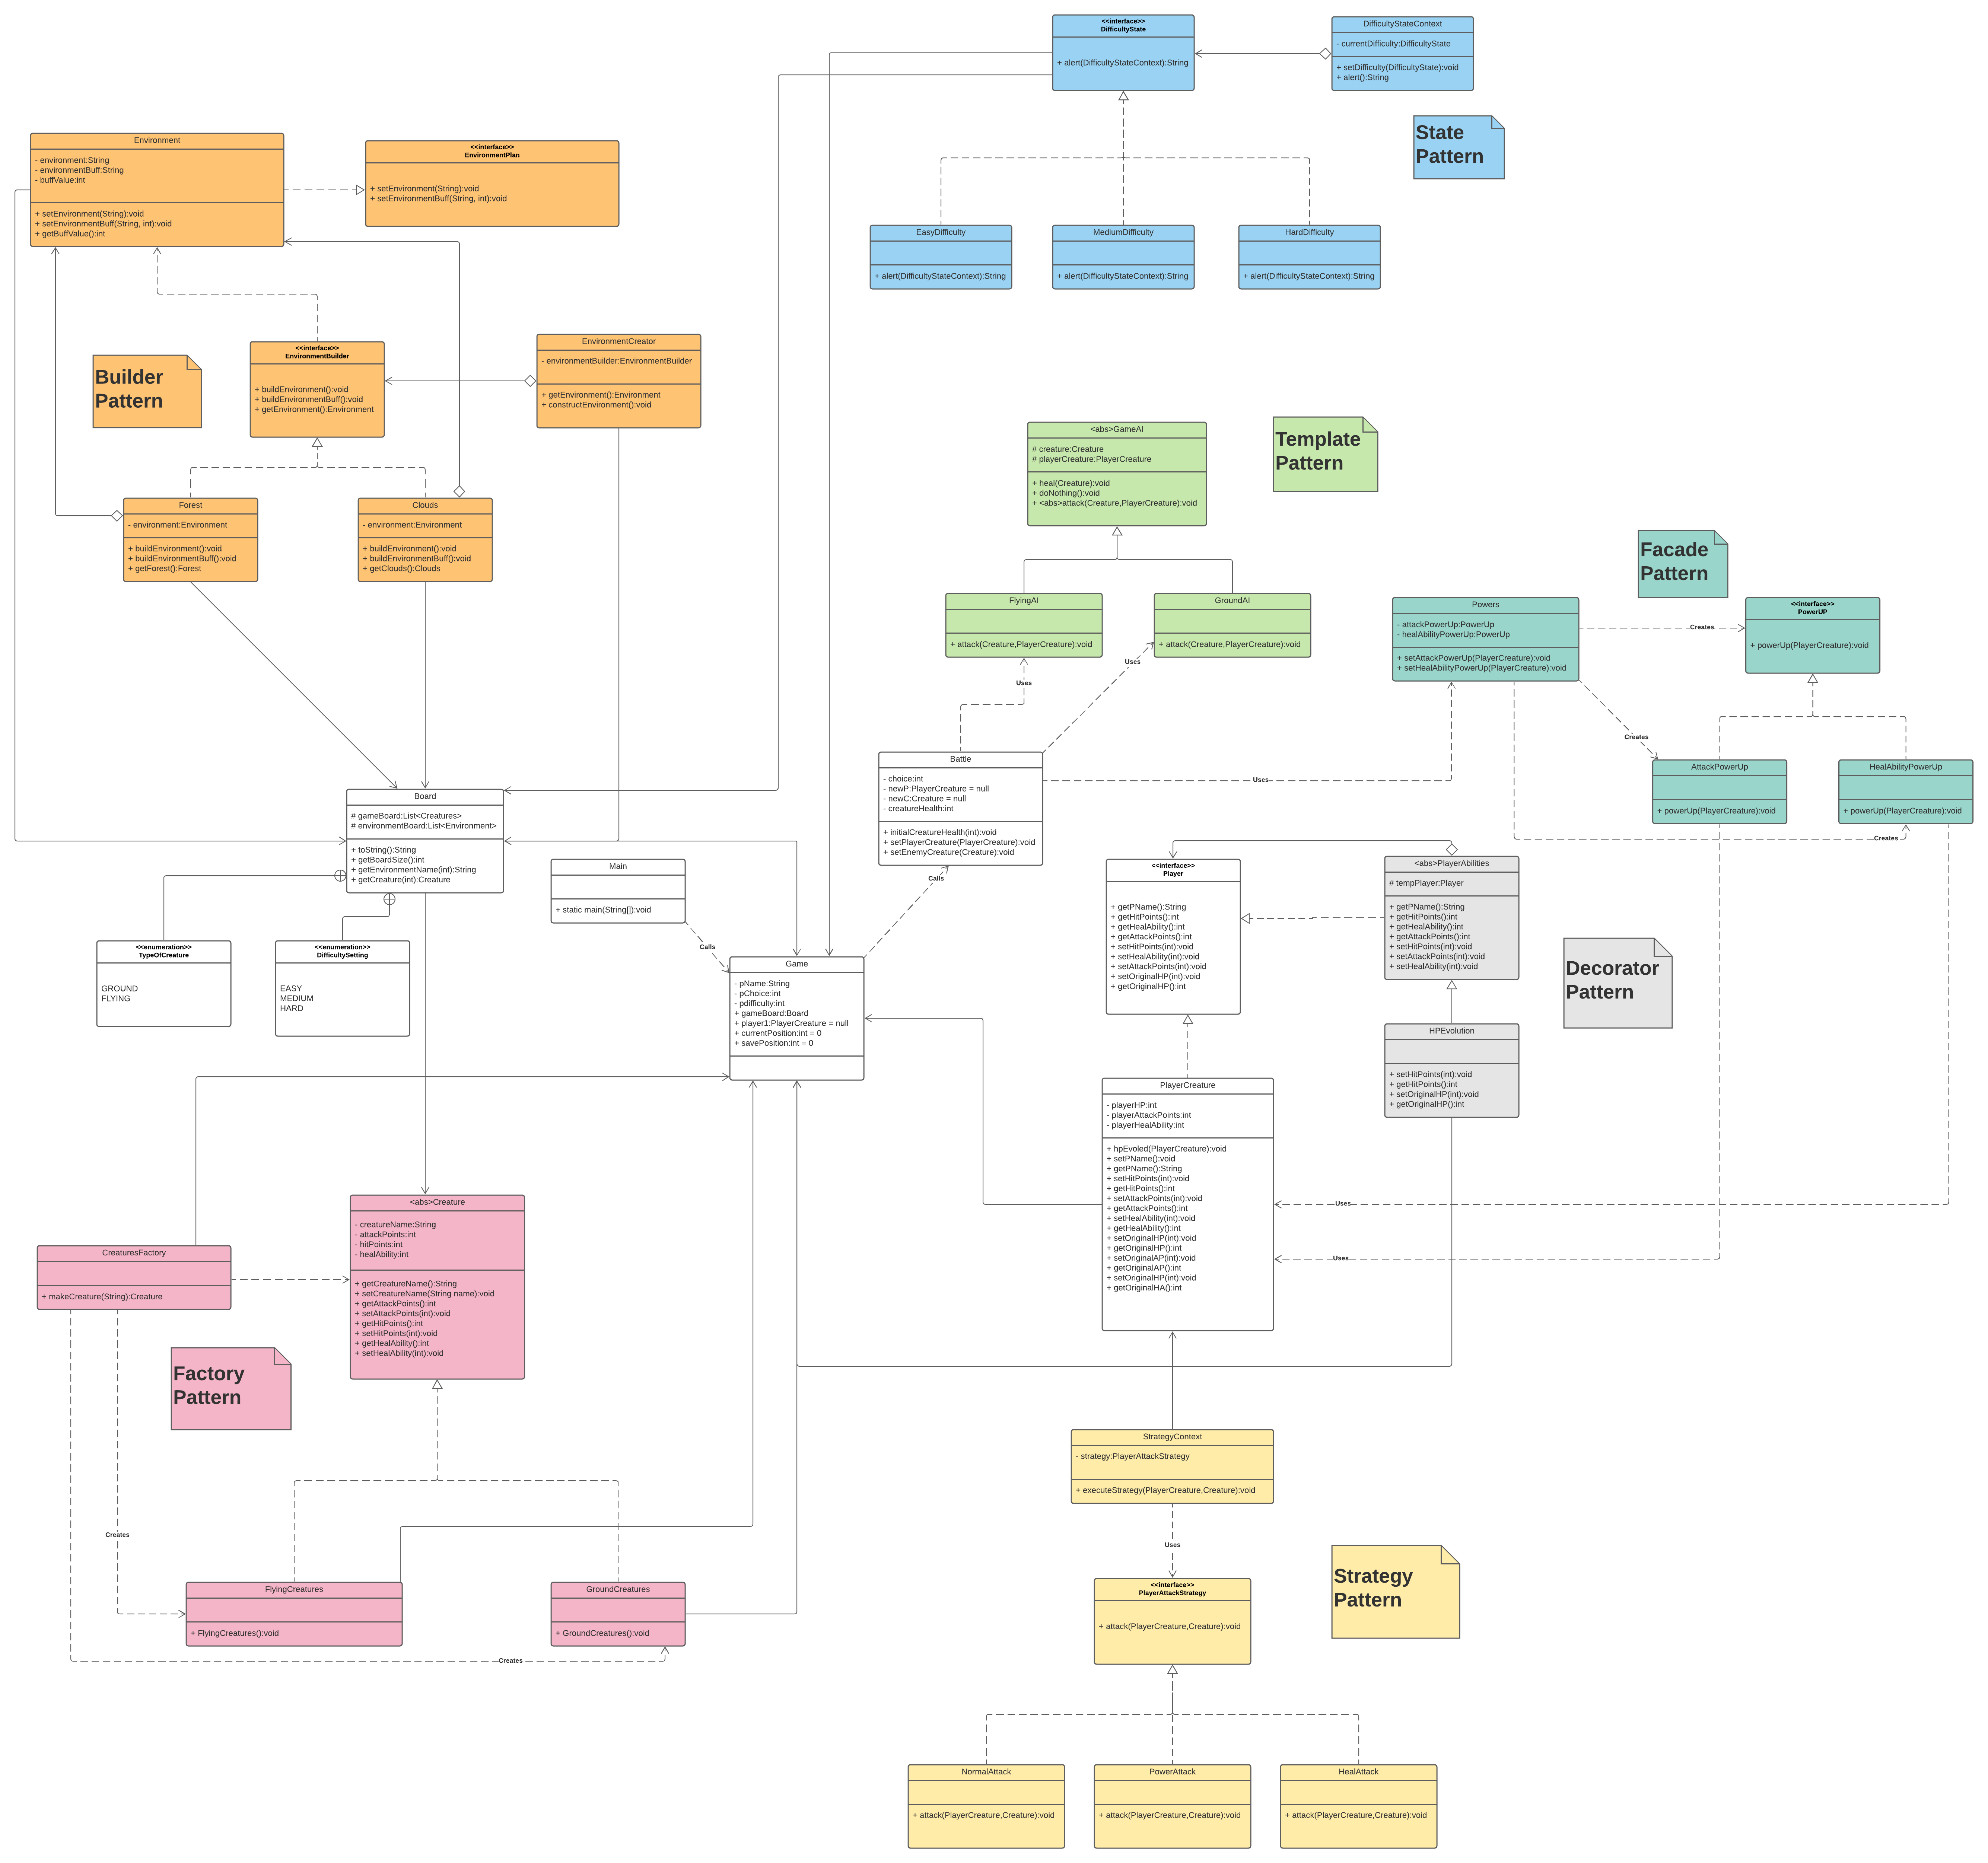 <<interface>>
DifficultyState
+ alert(DifficultyStateContext):String
DifficultyStateContext
- currentDifficulty:DifficultyState
+ setDifficulty(DifficultyState):void
+ alert():String
State
Pattern
Environment
- environment:String
- environmentBuff:String
- buffValue:int
+ setEnvironment(String):void
+ setEnvironmentBuff(String, int):void
+ getBuffValue():int
<<interface>>
EnvironmentPlan
+ setEnvironment(String):void
+ setEnvironmentBuff(String, int):void
EasyDifficulty
+ alert(DifficultyStateContext):String
MediumDifficulty
+ alert(DifficultyStateContext):String
HardDifficulty
+ alert(DifficultyStateContext):String
Builder
Pattern
<<interface>>
EnvironmentBuilder
+ buildEnvironment():void
+ buildEnvironmentBuff():void
+ getEnvironment():Environment
EnvironmentCreator
- environmentBuilder:EnvironmentBuilder
+ getEnvironment():Environment
+ constructEnvironment():void
<abs>GameAI
# creature:Creature
# playerCreature:PlayerCreature
+ heal(Creature):void
+ doNothing():void
+ <abs>attack(Creature,PlayerCreature):void
Template
Pattern
Forest
- environment:Environment
+ buildEnvironment():void
+ buildEnvironmentBuff():void
+ getForest():Forest
Clouds
- environment:Environment
+ buildEnvironment():void
+ buildEnvironmentBuff():void
+ getClouds():Clouds
Facade
Pattern
FlyingAI
+ attack(Creature,PlayerCreature):void
GroundAI
+ attack(Creature,PlayerCreature):void
Powers
- attackPowerUp:PowerUp
- healAbilityPowerUp:PowerUp
+ setAttackPowerUp(PlayerCreature):void
+ setHealAbilityPowerUp(PlayerCreature):void
Creates
<<interface>>
PowerUP
+ powerUp(PlayerCreature):void
Uses
Uses
Creates
Battle
- choice:int
- newP:PlayerCreature = null
- newC:Creature = null
- creatureHealth:int
+ initialCreatureHealth(int):void
+ setPlayerCreature(PlayerCreature):void
+ setEnemyCreature(Creature):void
Uses
AttackPowerUp
+ powerUp(PlayerCreature):void
HealAbilityPowerUp
+ powerUp(PlayerCreature):void
Creates
Board
# gameBoard:List<Creatures>
# environmentBoard:List<Environment>
+ toString():String
+ getBoardSize():int
+ getEnvironmentName(int):String
+ getCreature(int):Creature
Main
+ static main(String[]):void
Calls
Calls
<<interface>>
Player
+ getPName():String
+ getHitPoints():int
+ getHealAbility():int
+ getAttackPoints():int
+ setHitPoints(int):void
+ setHealAbility(int):void
+ setAttackPoints(int):void
+ setOriginalHP(int):void
+ getOriginalHP():int
<abs>PlayerAbilities
# tempPlayer:Player
+ getPName():String
+ getHitPoints():int
+ getHealAbility():int
+ getAttackPoints():int
+ setHitPoints(int):void
+ setAttackPoints(int):void
+ setHealAbility(int):void
Decorator
Pattern
<<enumeration>>
TypeOfCreature
GROUND
FLYING
<<enumeration>>
DifficultySetting
EASY
MEDIUM
HARD
Game
- pName:String
- pChoice:int
- pdifficulty:int
+ gameBoard:Board
+ player1:PlayerCreature = null
+ currentPosition:int = 0
+ savePosition:int = 0
HPEvolution
+ setHitPoints(int):void
+ getHitPoints():int
+ setOriginalHP(int):void
+ getOriginalHP():int
PlayerCreature
- playerHP:int
- playerAttackPoints:int
- playerHealAbility:int
+ hpEvoled(PlayerCreature):void
+ setPName():void
+ getPName():String
+ setHitPoints(int):void
+ getHitPoints():int
+ setAttackPoints(int):void
+ getAttackPoints():int
+ setHealAbility(int):void
+ getHealAbility():int
+ setOriginalHP(int):void
+ getOriginalHP():int
+ setOriginalAP(int):void
+ getOriginalAP():int
+ setOriginalHP(int):void
+ getOriginalHA():int
Uses
Uses
<abs>Creature
- creatureName:String
- attackPoints:int
- hitPoints:int
- healAbility:int
+ getCreatureName():String
+ setCreatureName(String name):void
+ getAttackPoints():int
+ setAttackPoints(int):void
+ getHitPoints():int
+ setHitPoints(int):void
+ getHealAbility():int
+ setHealAbility(int):void
CreaturesFactory
+ makeCreature(String):Creature
Factory
Pattern
StrategyContext
- strategy:PlayerAttackStrategy
+ executeStrategy(PlayerCreature,Creature):void
Creates
Uses
Strategy
Pattern
FlyingCreatures
+ FlyingCreatures():void
GroundCreatures
+ GroundCreatures():void
Creates
<<interface>>
PlayerAttackStrategy
+ attack(PlayerCreature,Creature):void
NormalAttack
+ attack(PlayerCreature,Creature):void
PowerAttack
+ attack(PlayerCreature,Creature):void
HealAttack
+ attack(PlayerCreature,Creature):void